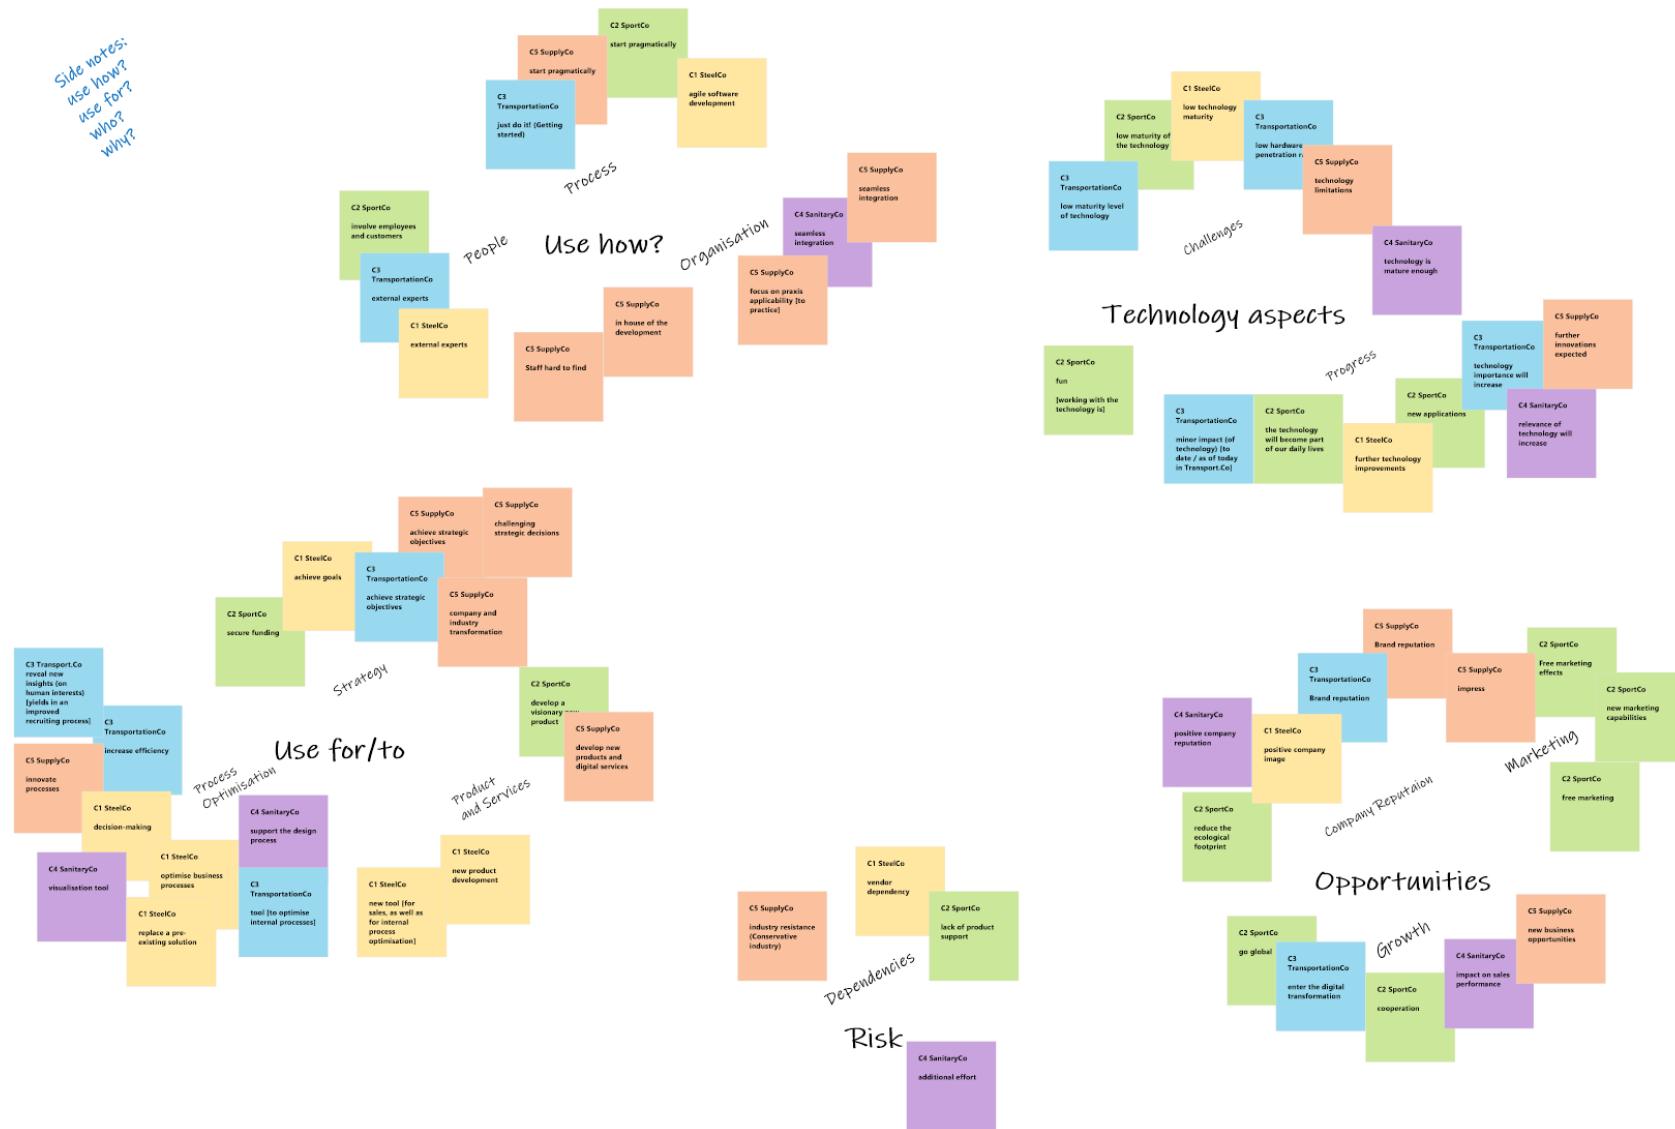 Side notes:
use how?
use for?
who?
why?
C2 SportCo
start pragmatically
C5 SupplyCo
start pragmatically
C3
TransportationCo
just do it! (Getting
started)
C1 SteelCo
agile software
development
Process
C2 SportCo
involve employees
and customers
C3
TransportationCo
external experts
C1 SteelCo
external experts
People
Use how?
Organisation
C5 SupplyCo
seamless
integration
C4 SanitaryCo
seamless
integration
C5 SupplyCo
focus on praxis
applicability [to
practice]
C5 SupplyCo
in house of the
development
C5 SupplyCo
Staff hard to find
C1 SteelCo
low technology
maturity
C2 SportCo
low maturity of
the technology
C3
TransportationCo
low maturity level
of technology
C3
TransportationCo
low hardware
penetration
C5 SupplyCo
technology
limitations
C4 SanitaryCo
technology is
mature enough
Challenges
Technology aspects
Progress
C2 SportCo
fun
[working with the
technology is]
C3
TransportationCo
minor impact (of
technology) [to
date / as of today
in Transport.Co]
C2 SportCo
the technology
will become part
of our daily lives
C1 SteelCo
further technology
improvements
C2 SportCo
new applications
C3
TransportationCo
technology
importance will
increase
C5 SupplyCo
further
innovations
expected
C4 SanitaryCo
relevance of
technology will
increase
C2 SportCo
secure funding
C1 SteelCo
achieve goals
C5 SupplyCo
achieve strategic
objectives
C5 SupplyCo
challenging
strategic decisions
C3
TransportationCo
achieve strategic
objectives
C5 SupplyCo
company and
industry
transformation
Strategy
C2 SportCo
develop a
visionary new
product
C5 SupplyCo
develop new
products and
digital services
Use for/to
Product
and Services
Process
Optimisation
C3 Transport.Co
reveal new
insights (on
human interests)
[yields in an
improved
recruiting process]
C3
TransportationCo
increase efficiency
C5 SupplyCo
innovate
processes
C1 SteelCo
decision-making
C4 SanitaryCo
visualisation tool
C1 SteelCo
optimise business
processes
C1 SteelCo
replace a pre-
existing solution
C4 SanitaryCo
support the design
process
C3
TransportationCo
tool [to optimise
internal processes]
C1 SteelCo
new tool [for
sales, as well as
for internal
process
optimisation]
C1 SteelCo
new product
development
C5 SupplyCo
industry resistance
(Conservative
industry)
C1 SteelCo
vendor
dependency
C2 SportCo
lack of product
support
Dependencies
Risk
C4 SanitaryCo
additional effort
C5 SupplyCo
Brand reputation
C3
TransportationCo
Brand reputation
C5 SupplyCo
impress
C4 SanitaryCo
positive company
reputation
C1 SteelCo
positive company
image
C2 SportCo
reduce the
ecological
footprint
C2 SportCo
Free marketing
effects
C2 SportCo
new marketing
capabilities
C2 SportCo
free marketing
Marketing
Company Reputaion
Opportunities
Growth
C2 SportCo
go global
C3
TransportationCo
enter the digital
transformation
C2 SportCo
cooperation
C4 SanitaryCo
impact on sales
performance
C5 SupplyCo
new business
opportunities